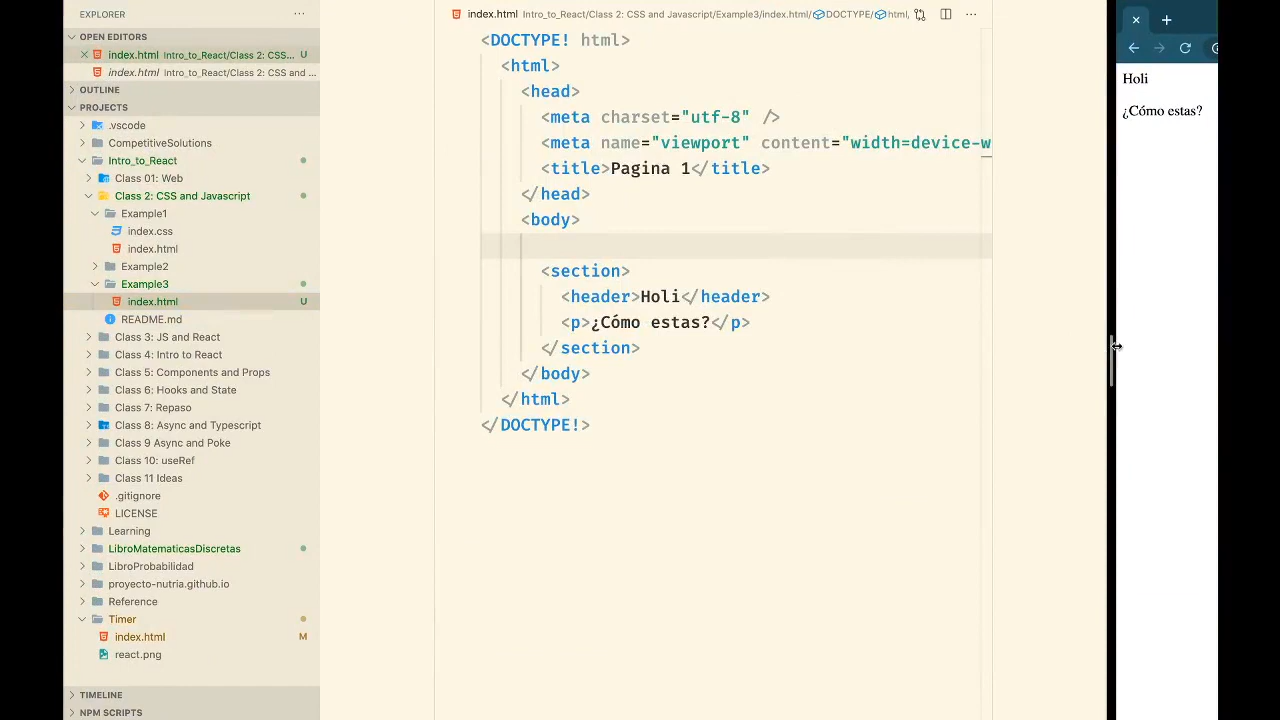 EXPLORER
OPEN EDITORS
index.html Intro_to_React/Class 2: CSS... U
index.html Intro_to_React/Class 2: CSS and ...
OUTLINE
PROJECTS
.vscode
CompetitiveSolutions
Intro_to_React
Class 01: Web
Class 2: CSS and Javascript
Example1
index.css
index.html
Example2
Example3
index.html U
README.md
Class 3: JS and React
Class 4: Intro to React
Class 5: Components and Props
Class 6: Hooks and State
Class 7: Repaso
Class 8: Async and Typescript
Class 9 Async and Poke
Class 10: useRef
Class 11 Ideas
.gitignore
LICENSE
Learning
LibroMatematicasDiscretas
LibroProbabilidad
proyecto-nutria.github.io
Reference
Timer
index.html M
react.png
TIMELINE
NPM SCRIPTS
index.html Intro_to_React/Class 2: CSS and Javascript/Example3/index.html/DOCTYPE/html,
<DOCTYPE! html>
<html>
<head>
<meta charset="utf-8" />
<meta name="viewport" content="width=device-w
<title>Pagina 1</title>
</head>
<body>
<section>
<header>Holi</header>
<p>¿Cómo estas?</p>
</section>
</body>
</html>
</DOCTYPE!>
Holi
¿Cómo estas?